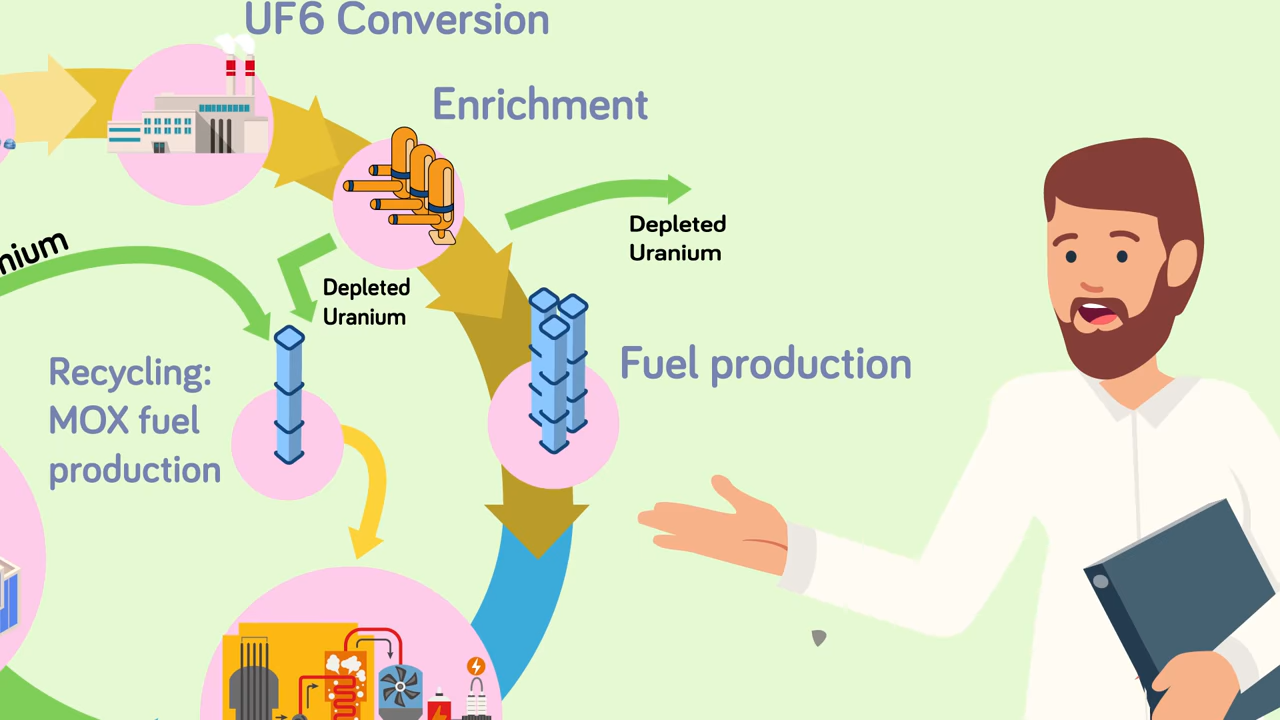 UF6 Conversion
Enrichment
Depleted
Uranium
Depleted
Uranium
Fuel production
Recycling:
MOX fuel
production